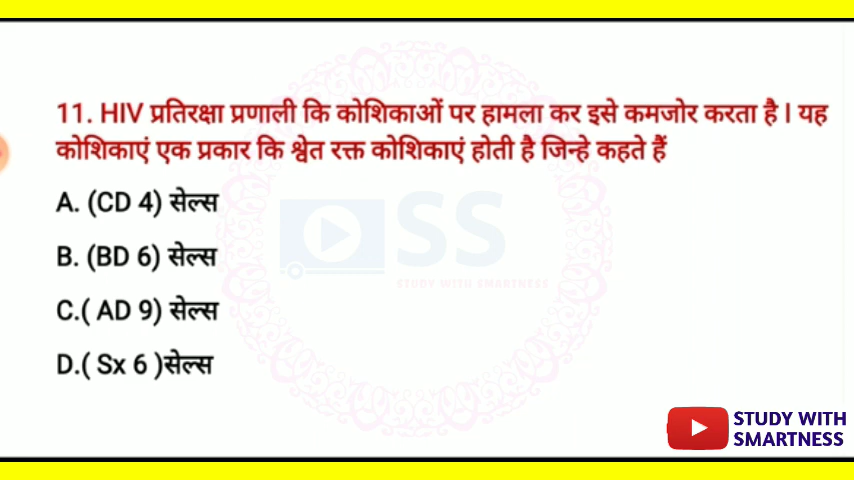 11. HIV प्रतिरक्षा प्रणाली कि कोशिकाओं पर हामला कर इसे कमजोर करता है। यह
कोशिकाएं एक प्रकार कि श्वेत रक्त कोशिकाएं होती है जिन्हे कहते हैं
A. (CD 4) सेल्स
B. (BD 6) सेल्स
C.( AD 9) सेल्स
D.( Sx 6 )सेल्स
SS
STUDY WITH SMARTNESS
STUDY WITH
SMARTNESS